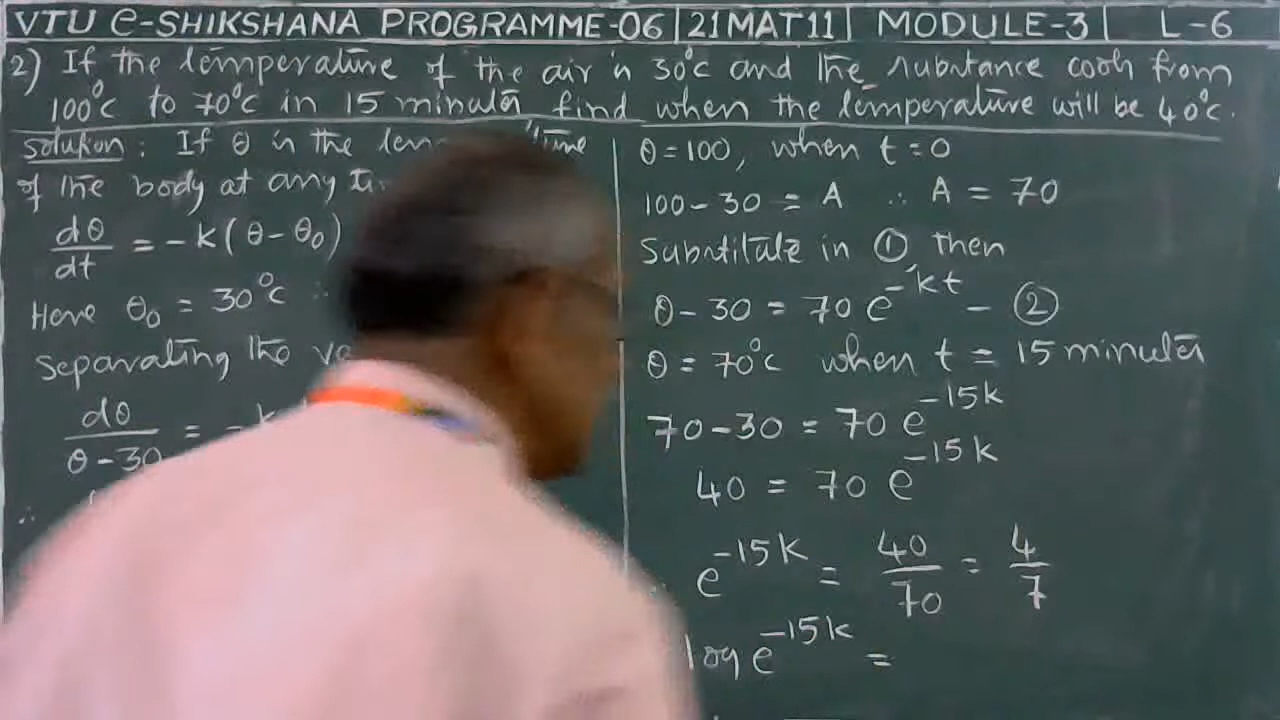 VTU e-SHIKSHANA PROGRAMME-06 | 21MAT11 | MODULE-3 | L-6
2) If the temperature of the air is 30°C and the substance cools from
100°C to 70°C in 15 minutes find when the temperature will be 40°C.
Solution: If θ is the
of the body at any
dθ/dt = -k(θ-θ₀)
Here θ₀ = 30°C
Separating the
dθ/θ-30 = -k
∴
θ=100, when t=0
100-30 = A ∴ A = 70
Substitute in ①, then
θ-30 = 70 e^-kt - ②
θ = 70°C when t = 15 minutes
70-30 = 70 e^-15k
40 = 70 e^-15k
e^-15k = 40/70 = 4/7
log e^-15k =